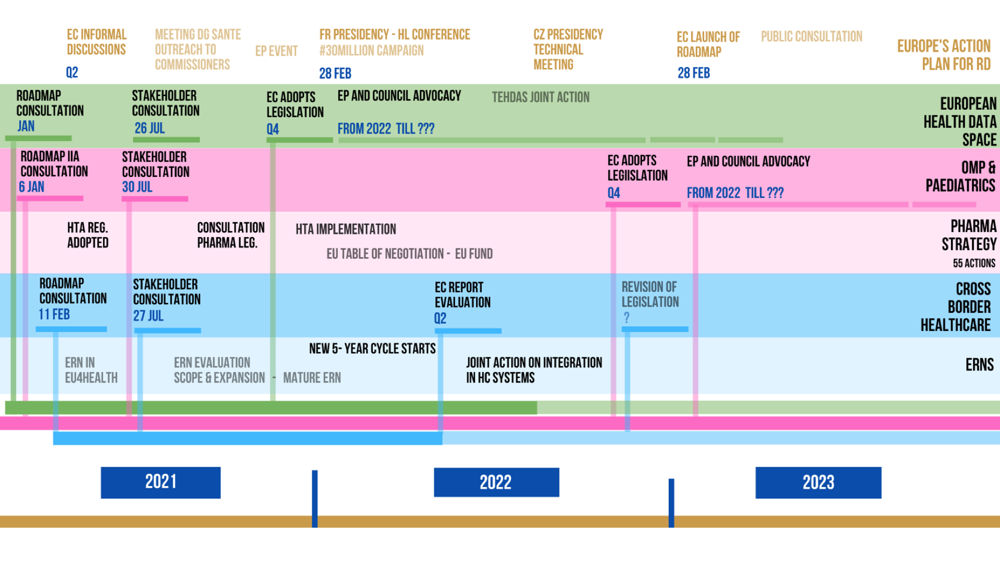 EC INFORMAL
DISCUSSIONS
Q2
MEETING DG SANTE
OUTREACH TO
COMMISSIONERS
EP EVENT
FR PRESIDENCY - HL CONFERENCE
#30MILLION CAMPAIGN
28 FEB
CZ PRESIDENCY
TECHNICAL
MEETING
EC LAUNCH OF
ROADMAP
28 FEB
PUBLIC CONSULTATION
EUROPE'S ACTION
PLAN FOR RD
ROADMAP
CONSULTATION
JAN
STAKEHOLDER
CONSULTATION
26 JUL
EC ADOPTS
LEGISLATION
Q4
EP AND COUNCIL ADVOCACY
FROM 2022 TILL ???
TEHDAS JOINT ACTION
EUROPEAN
HEALTH DATA
SPACE
ROADMAP IIA
CONSULTATION
6 JAN
STAKEHOLDER
CONSULTATION
30 JUL
EC ADOPTS
LEGIISLATION
Q4
EP AND COUNCIL ADVOCACY
FROM 2022 TILL ???
OMP &
PAEDIATRICS
HTA REG.
ADOPTED
CONSULTATION
PHARMA LEG.
HTA IMPLEMENTATION
EU TABLE OF NEGOTIATION - EU FUND
PHARMA
STRATEGY
55 ACTIONS
ROADMAP
CONSULTATION
11 FEB
STAKEHOLDER
CONSULTATION
27 JUL
EC REPORT
EVALUATION
Q2
REVISION OF
LEGISLATION
?
CROSS
BORDER
HEALTHCARE
ERN IN
EU4HEALTH
ERN EVALUATION
SCOPE & EXPANSION - MATURE ERN
NEW 5- YEAR CYCLE STARTS
JOINT ACTION ON INTEGRATION
IN HC SYSTEMS
ERNS
2021
2022
2023